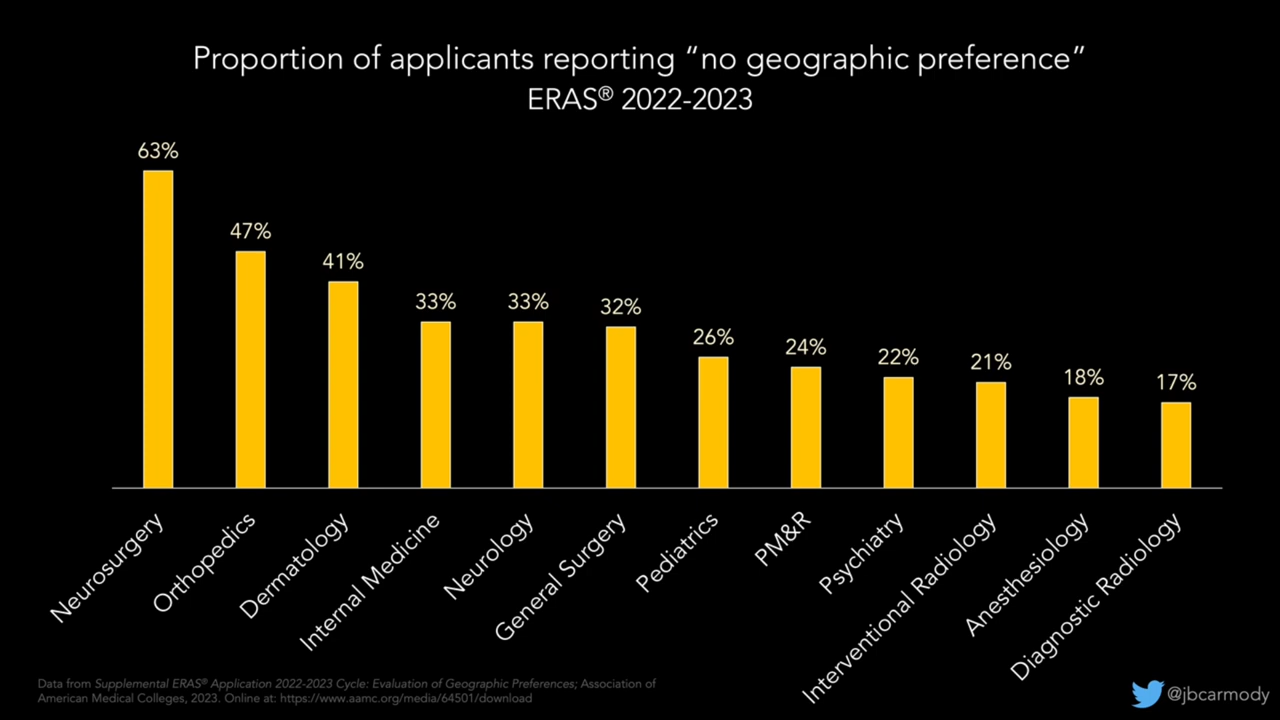 Proportion of applicants reporting “no geographic preference”
ERAS® 2022-2023
63%
47%
41%
33%
33%
32%
26%
24%
22%
21%
18%
17%
Neurosurgery
Orthopedics
Dermatology
Internal Medicine
Neurology
General Surgery
Pediatrics
PM&R
Psychiatry
Interventional Radiology
Anesthesiology
Diagnostic Radiology
Data from Supplemental ERAS® Application 2022-2023 Cycle: Evaluation of Geographic Preferences; Association of
American Medical Colleges, 2023. Online at: https://www.aamc.org/media/64501/download
@jbcarmody